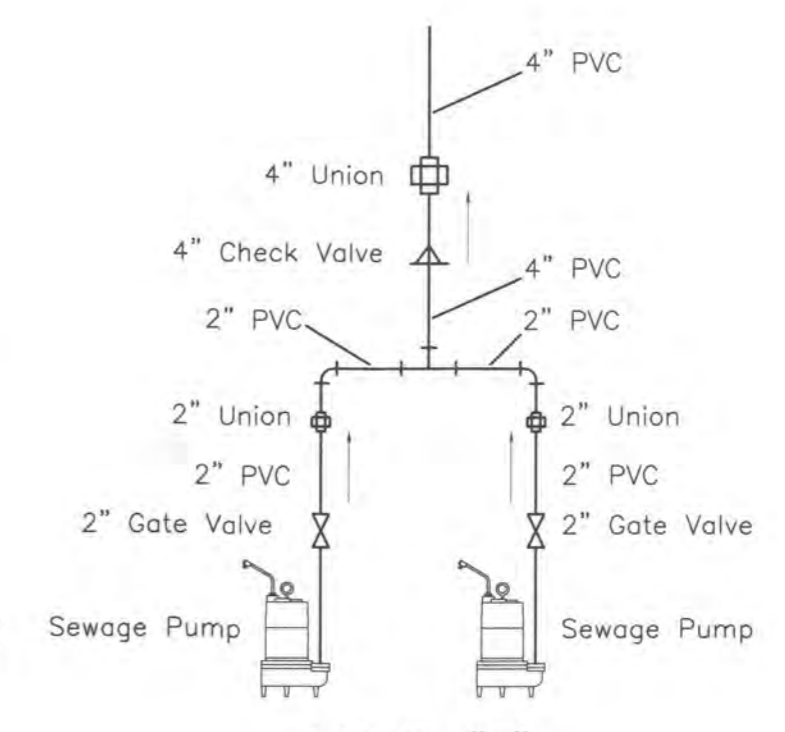 4" PVC
4" Union
4" Check Valve
4" PVC
2" PVC
2" PVC
2" Union
2" Union
2" PVC
2" PVC
2" Gate Valve
2" Gate Valve
Sewage Pump
Sewage Pump